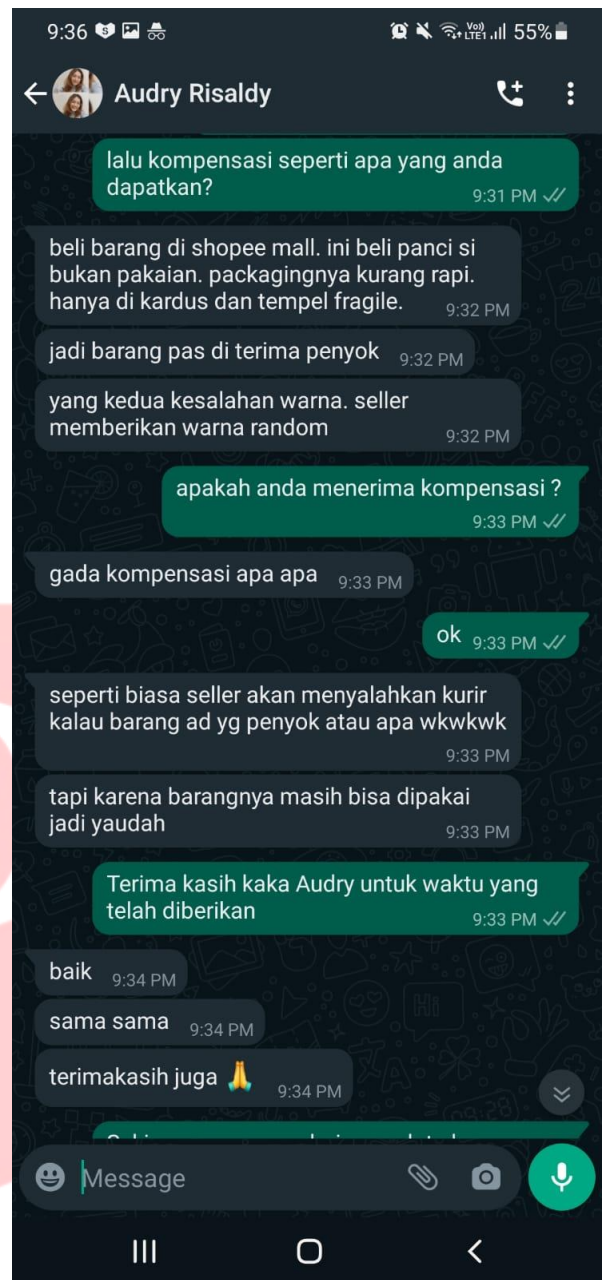 9:36
Vo))
LTE1
55%
Audry Risaldy
lalu kompensasi seperti apa yang anda
dapatkan?
9:31 PM
beli barang di shopee mall. ini beli panci si
bukan pakaian. packagingnya kurang rapi.
hanya di kardus dan tempel fragile.
9:32 PM
jadi barang pas di terima penyok 9:32 PM
yang kedua kesalahan warna. seller
memberikan warna random
9:32 PM
apakah anda menerima kompensasi ?
9:33 PM
gada kompensasi apa apa 9:33 PM
ok 9:33 PM
seperti biasa seller akan menyalahkan kurir
kalau barang ad yg penyok atau apa wkwkwk
9:33 PM
tapi karena barangnya masih bisa dipakai
jadi yaudah
9:33 PM
Terima kasih kaka Audry untuk waktu yang
telah diberikan
9:33 PM
baik 9:34 PM
sama sama 9:34 PM
terimakasih juga 🙏 9:34 PM
Message